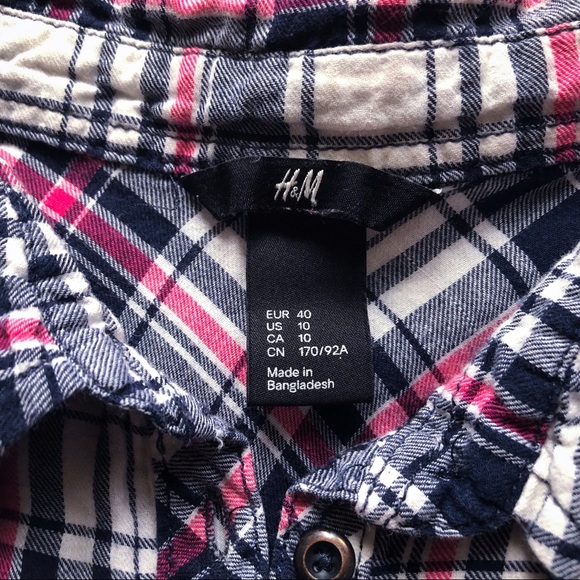 H&M
EUR 40
US 10
CA 10
CN 170/92A
Made in
Bangladesh